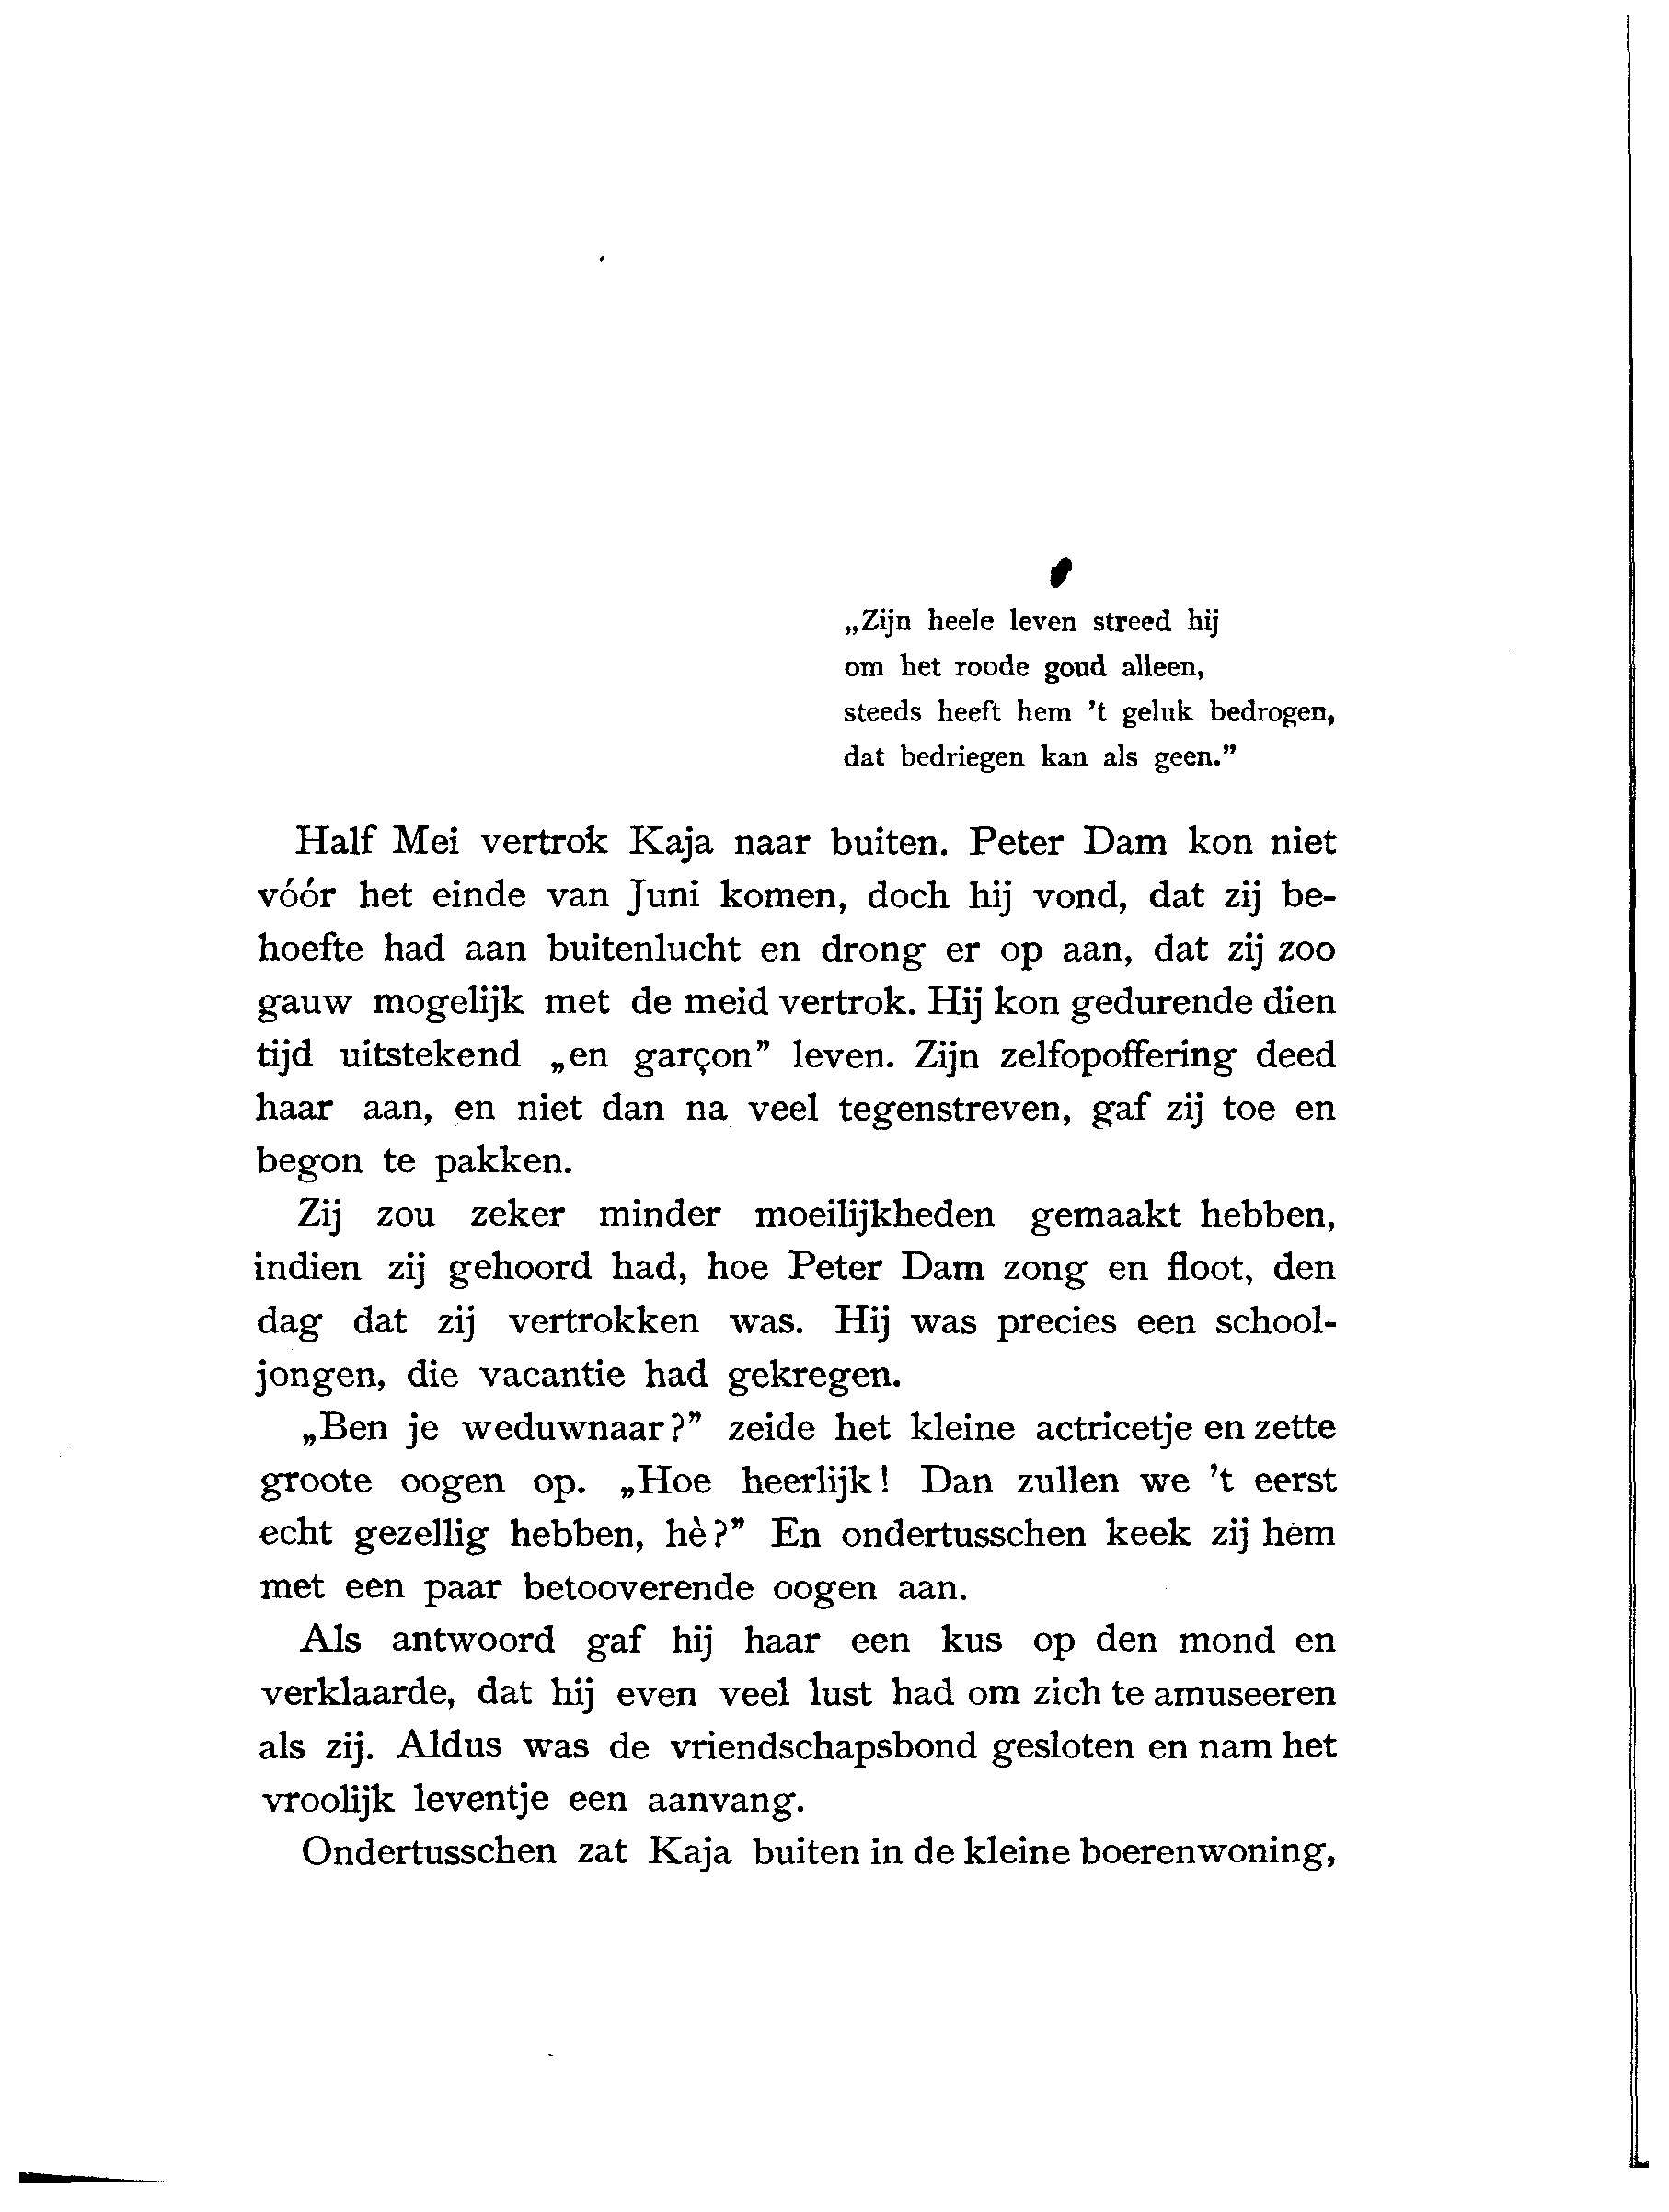 „Zijn heele leven streed hij
om het roode goud alleen,
steeds heeft hem 't geluk bedrogen,
dat bedriegen kan als geen.”
Half Mei vertrok Kaja naar buiten. Peter Dam kon niet
vóór het einde van Juni komen, doch hij vond, dat zij be-
hoefte had aan buitenlucht en drong er op aan, dat zij zoo
gauw mogelijk met de meid vertrok. Hij kon gedurende dien
tijd uitstekend „en garçon” leven. Zijn zelfopoffering deed
haar aan, en niet dan na veel tegenstreven, gaf zij toe en
begon te pakken.
Zij zou zeker minder moeilijkheden gemaakt hebben,
indien zij gehoord had, hoe Peter Dam zong en floot, den
dag dat zij vertrokken was. Hij was precies een school-
jongen, die vacantie had gekregen.
„Ben je weduwnaar?” zeide het kleine actricetje en zette
groote oogen op. „Hoe heerlijk! Dan zullen we 't eerst
echt gezellig hebben, hè?” En ondertusschen keek zij hem
met een paar betooverende oogen aan.
Als antwoord gaf hij haar een kus op den mond en
verklaarde, dat hij even veel lust had om zich te amuseeren
als zij. Aldus was de vriendschapsbond gesloten en nam het
vroolijk leventje een aanvang.
Ondertusschen zat Kaja buiten in de kleine boerenwoning,